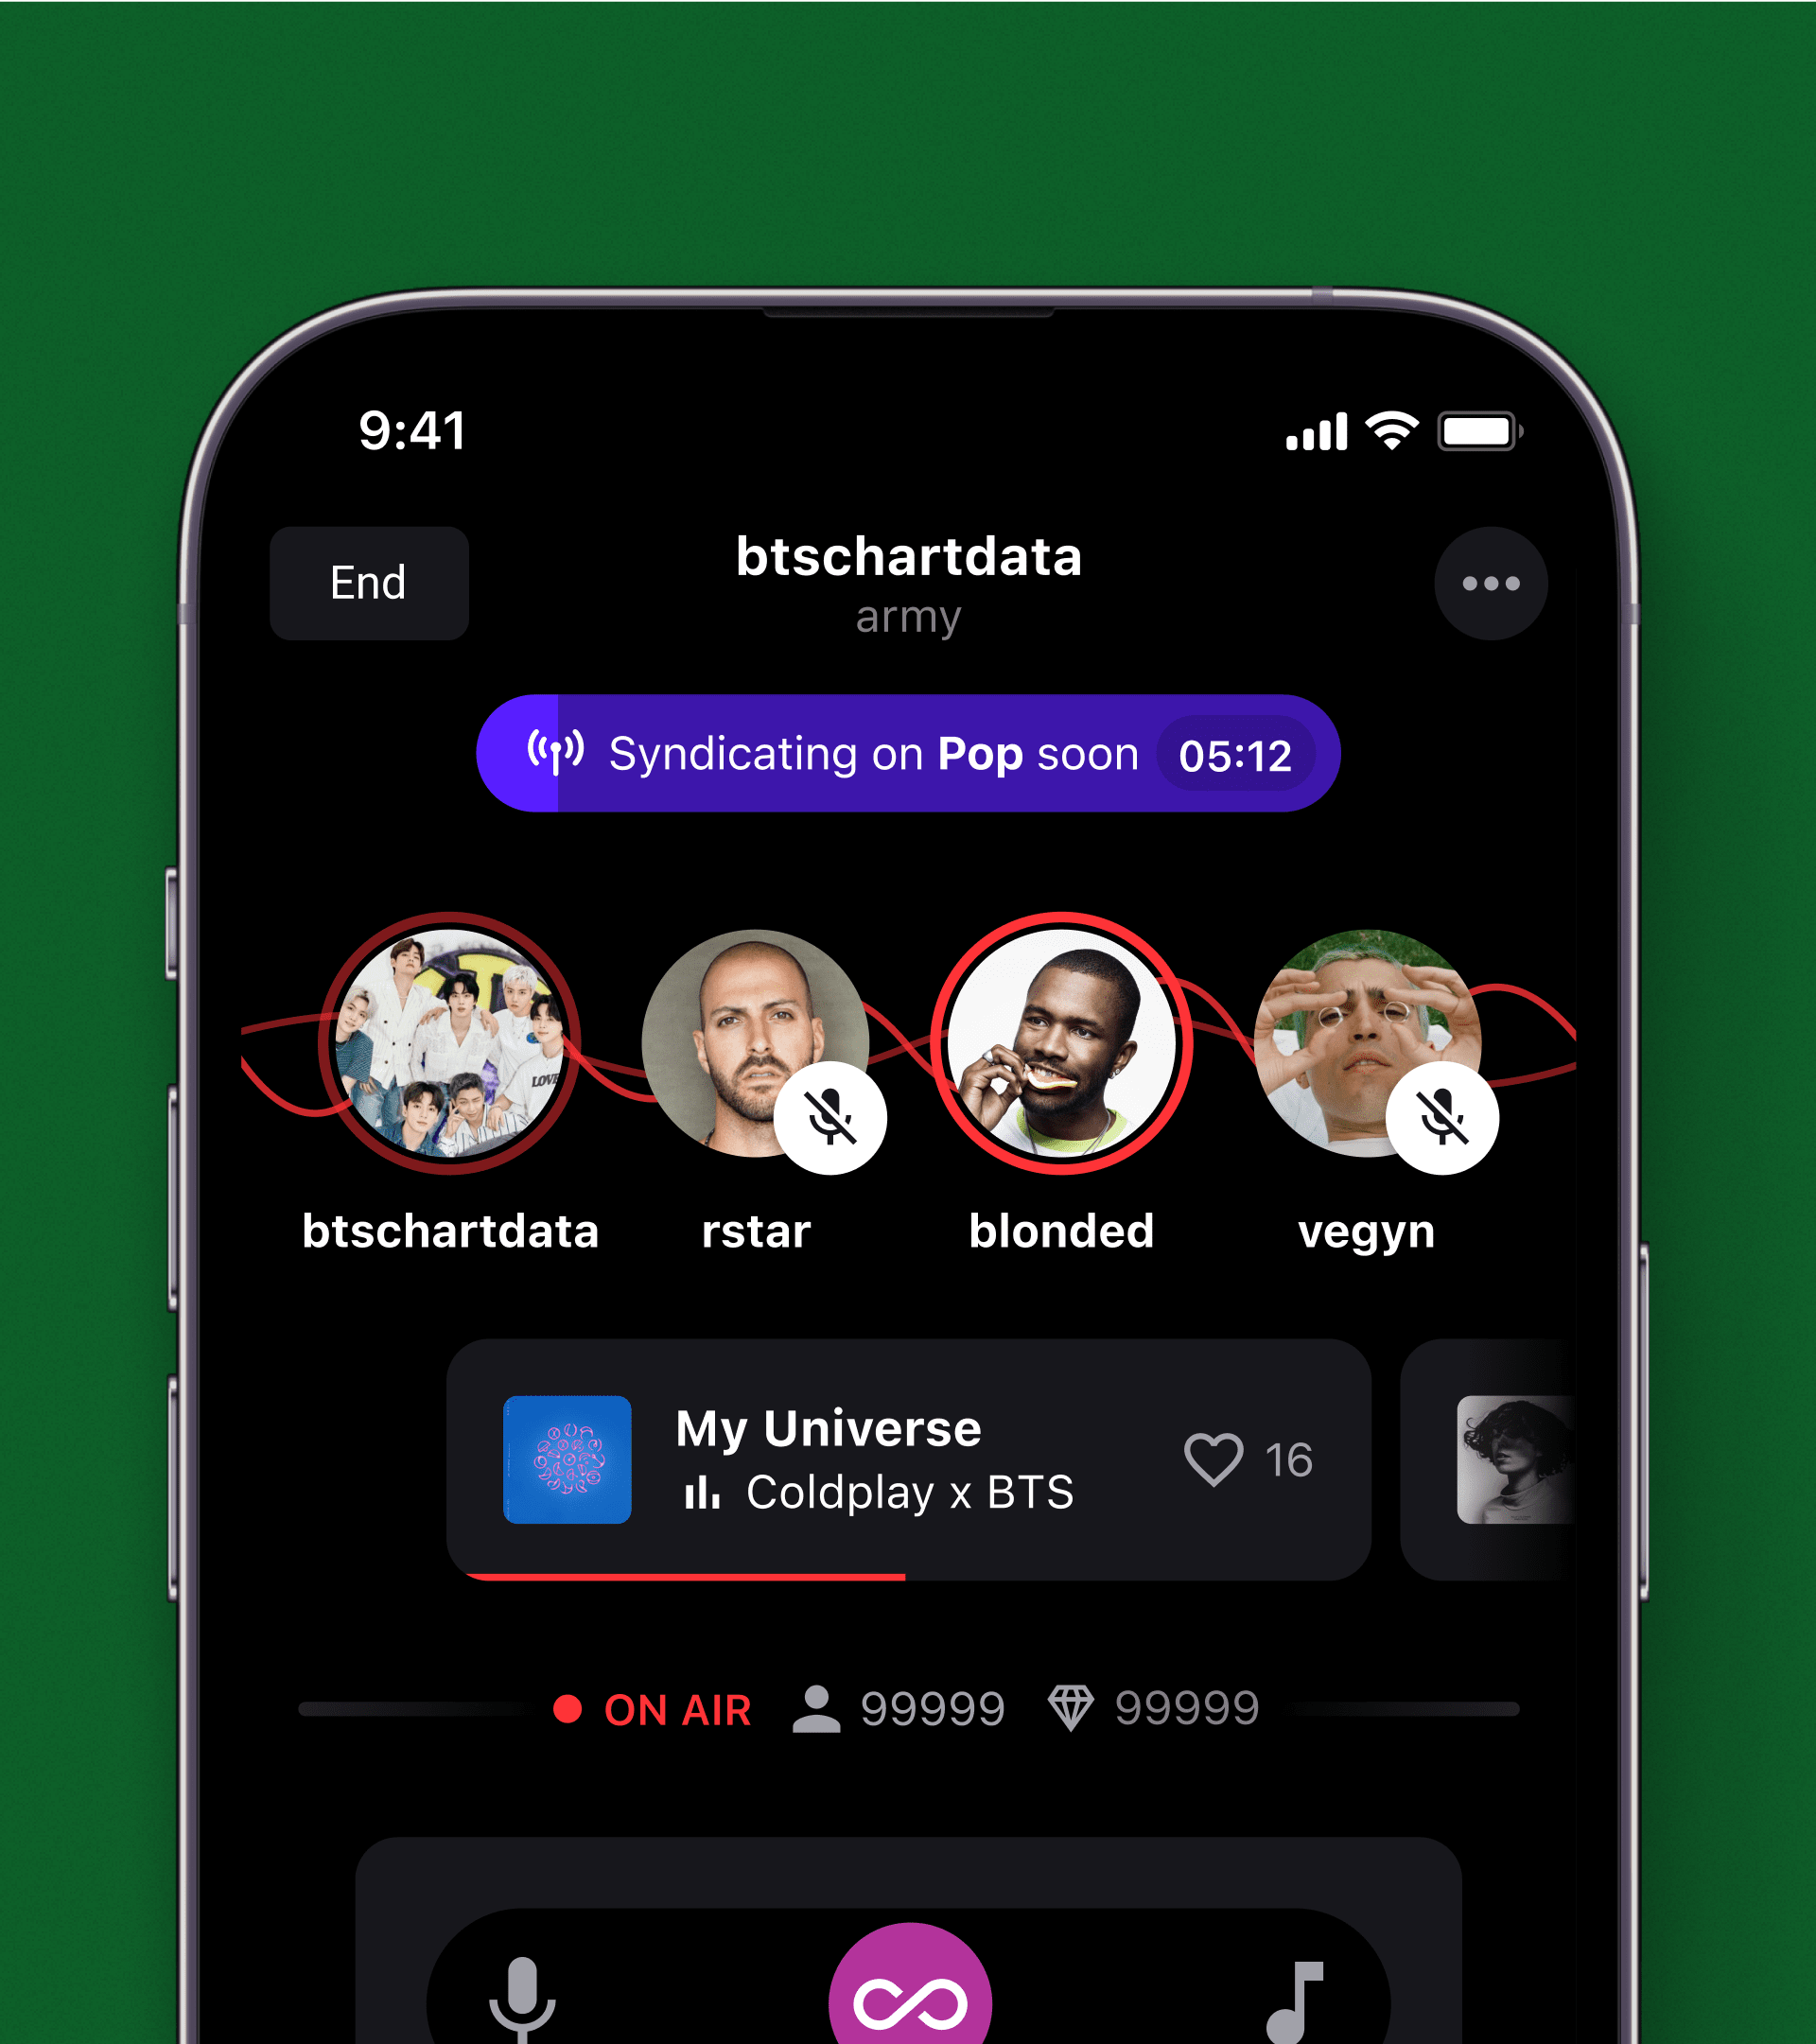 9:41
End
btschartdata
army
Syndicating on Pop soon 05:12
LOVE
btschartdata
rstar
blonded
vegyn
My Universe
Coldplay x BTS
16
ON AIR 99999 99999